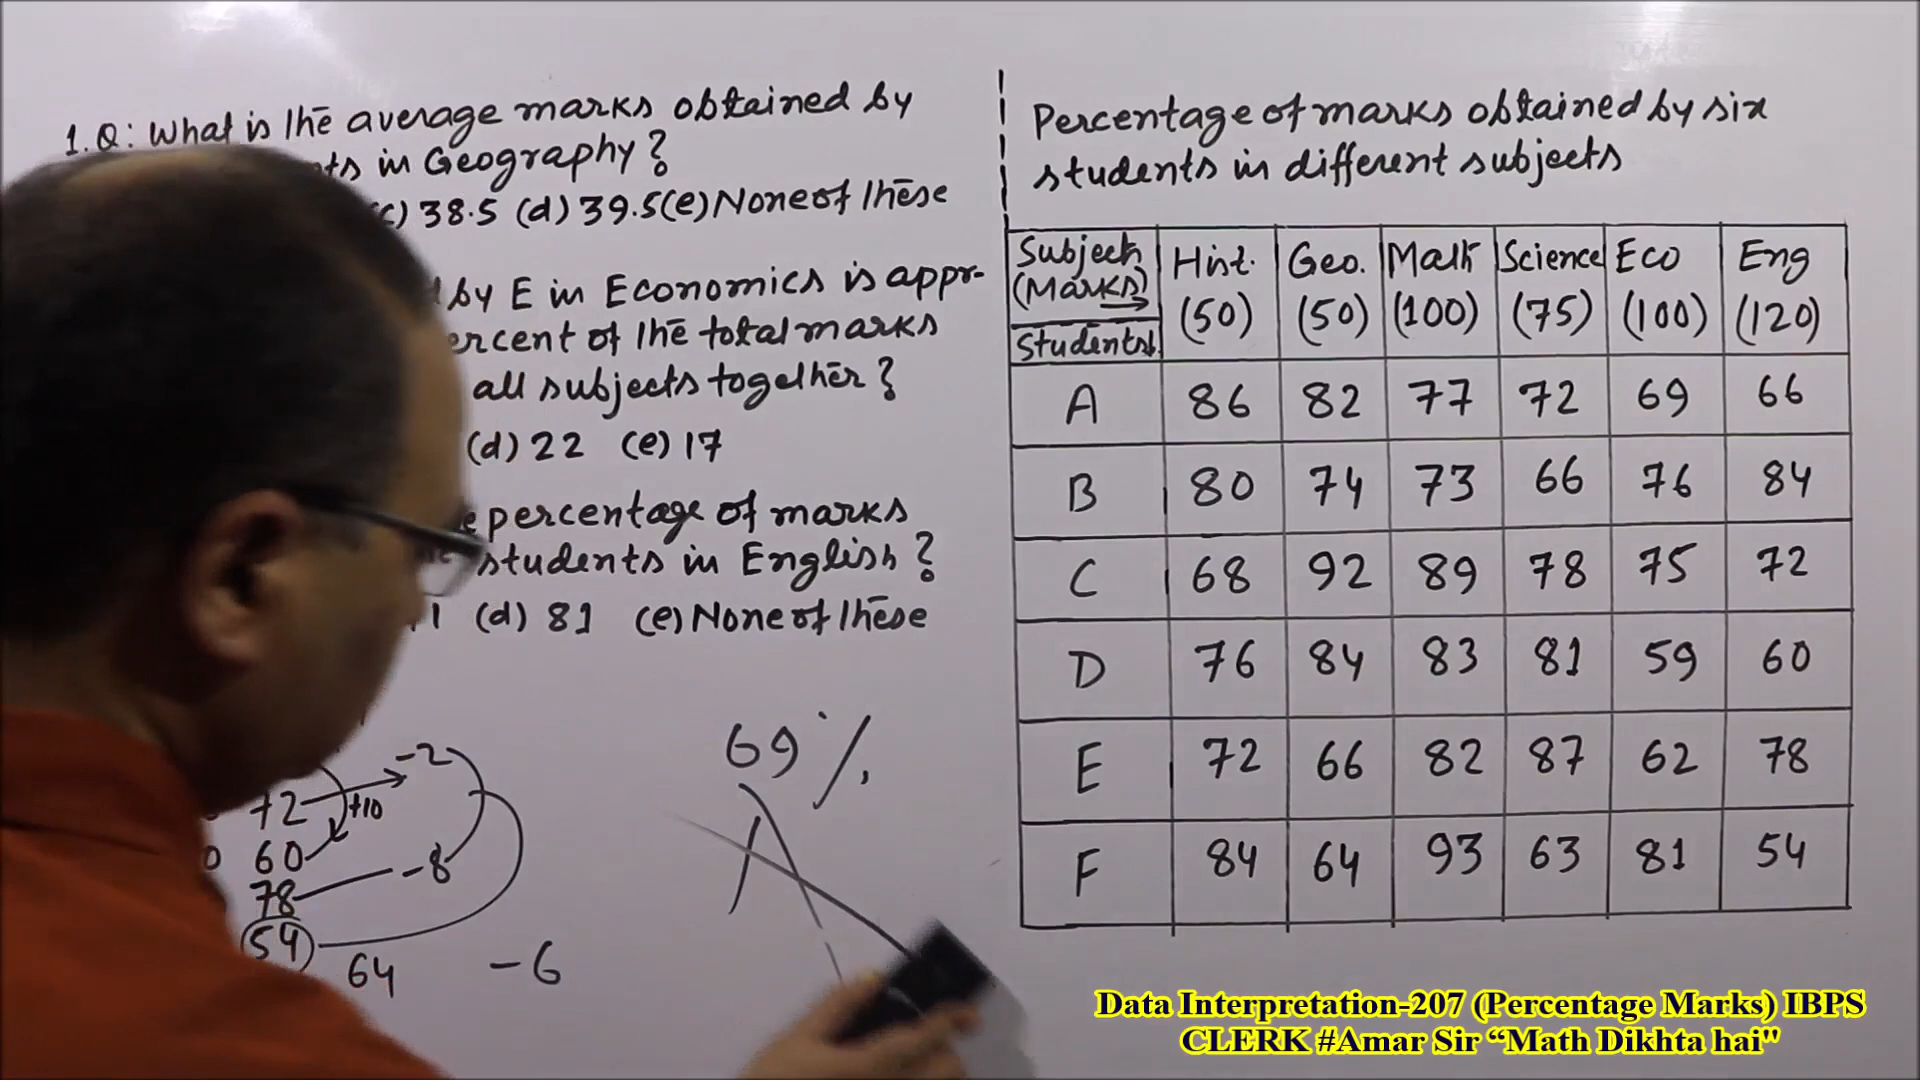 1.Q: What is the average marks obtained by
in Geography?
38.5 (d) 39.5 (e) None of these
by E in Economics is appr-
of the total marks
all subjects together?
(d) 22 (e) 17
percentage of marks
students in English?
(d) 81 (e) None of these
-2
72 +10
60 -8
78
54
64 -6
69%
Percentage of marks obtained by six
students in different subjects
Subject (Marks) → Students↓ Hist. (50) Geo. (50) Math (100) Science (75) Eco (100) Eng (120)
A 86 82 77 72 69 66
B 80 74 73 66 76 84
C 68 92 89 78 75 72
D 76 84 83 81 59 60
E 72 66 82 87 62 78
F 84 64 93 63 81 54
Data Interpretation-207 (Percentage Marks) IBPS
CLERK #Amar Sir “Math Dikhta hai"